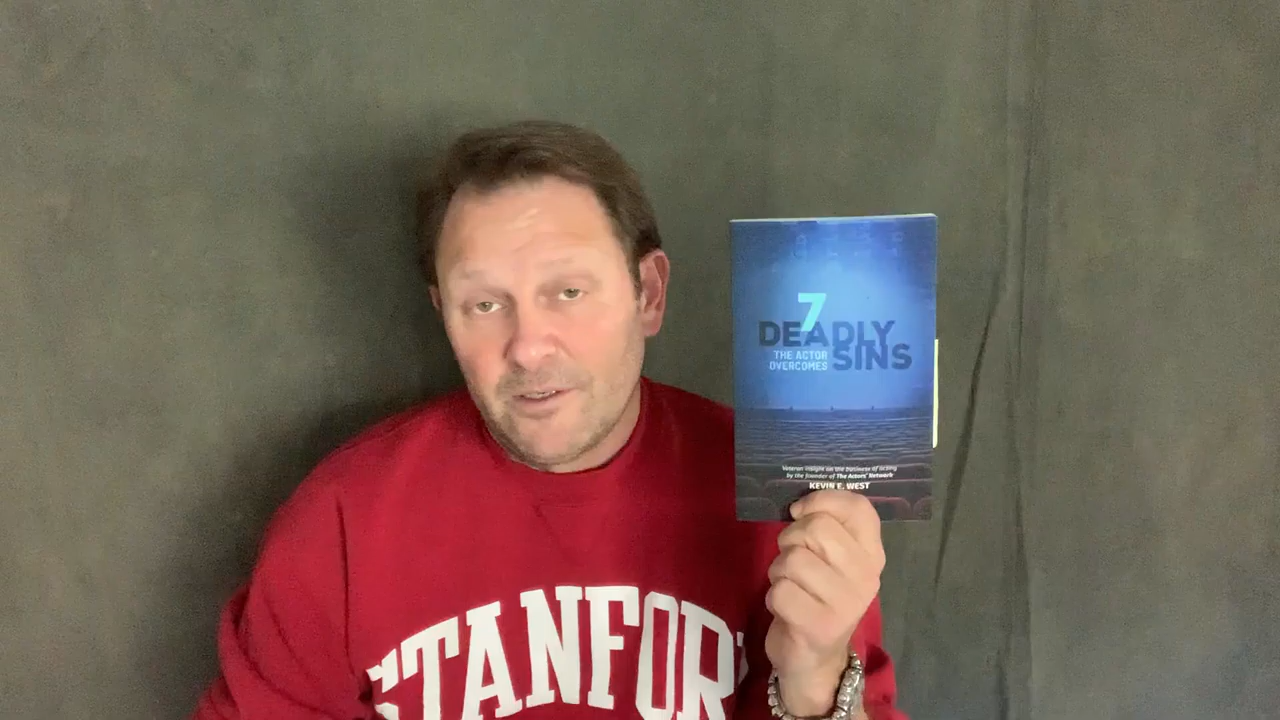 7
DEADLY
THE ACTOR
OVERCOMES
SINS
Veteran insight on the business of acting
by the founder of The Actors' Network
KEVIN E. WEST
STANFORD